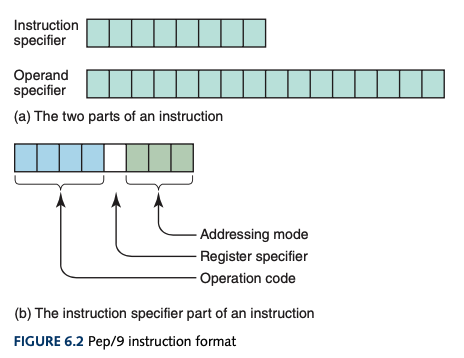 Instruction
specifier
Operand
specifier
(a) The two parts of an instruction
Addressing mode
Register specifier
Operation code
(b) The instruction specifier part of an instruction
FIGURE 6.2 Pep/9 instruction format